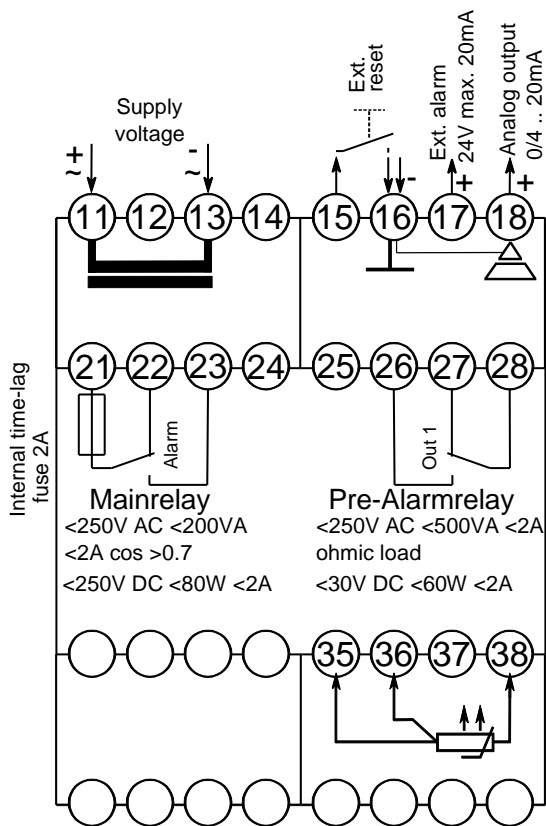 Supply
voltage
Ext.
reset
Ext. alarm
24V max. 20mA
Analog output
0/4 .. 20mA
+
~
-
~
-
+
+
11 12 13 14 15 16 17 18
21 22 23 24 25 26 27 28
Internal time-lag
fuse 2A
Alarm
Out 1
Mainrelay
<250V AC <200VA
<2A cos >0.7
<250V DC <80W <2A
Pre-Alarmrelay
<250V AC <500VA <2A
ohmic load
<30V DC <60W <2A
35 36 37 38